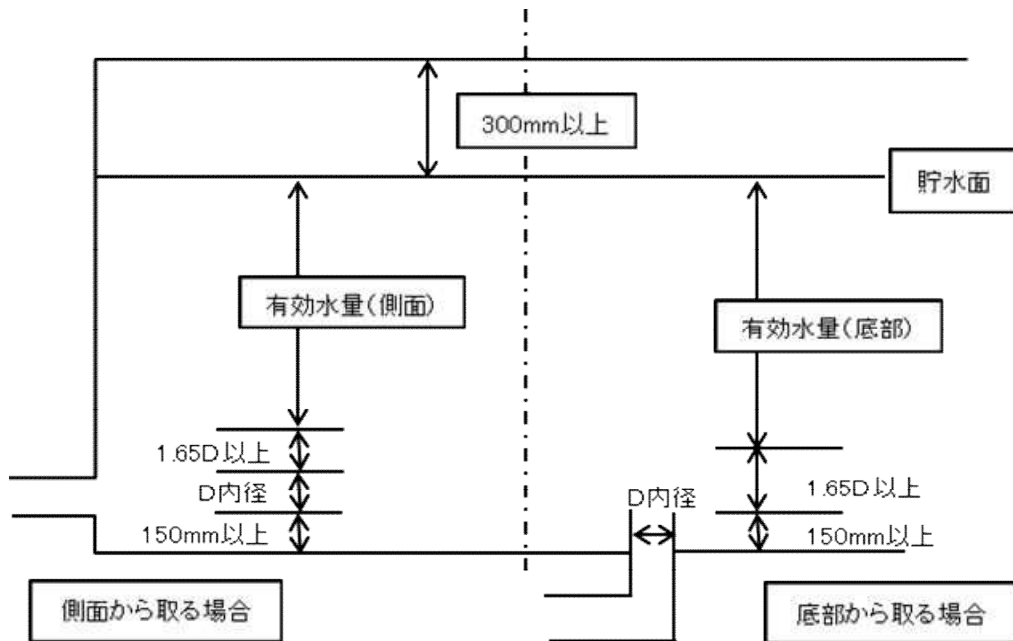 300mm以上
貯水面
有効水量(側面)
有効水量(底部)
1.65D以上
D内径
150mm以上
D内径
1.65D以上
150mm以上
側面から取る場合
底部から取る場合